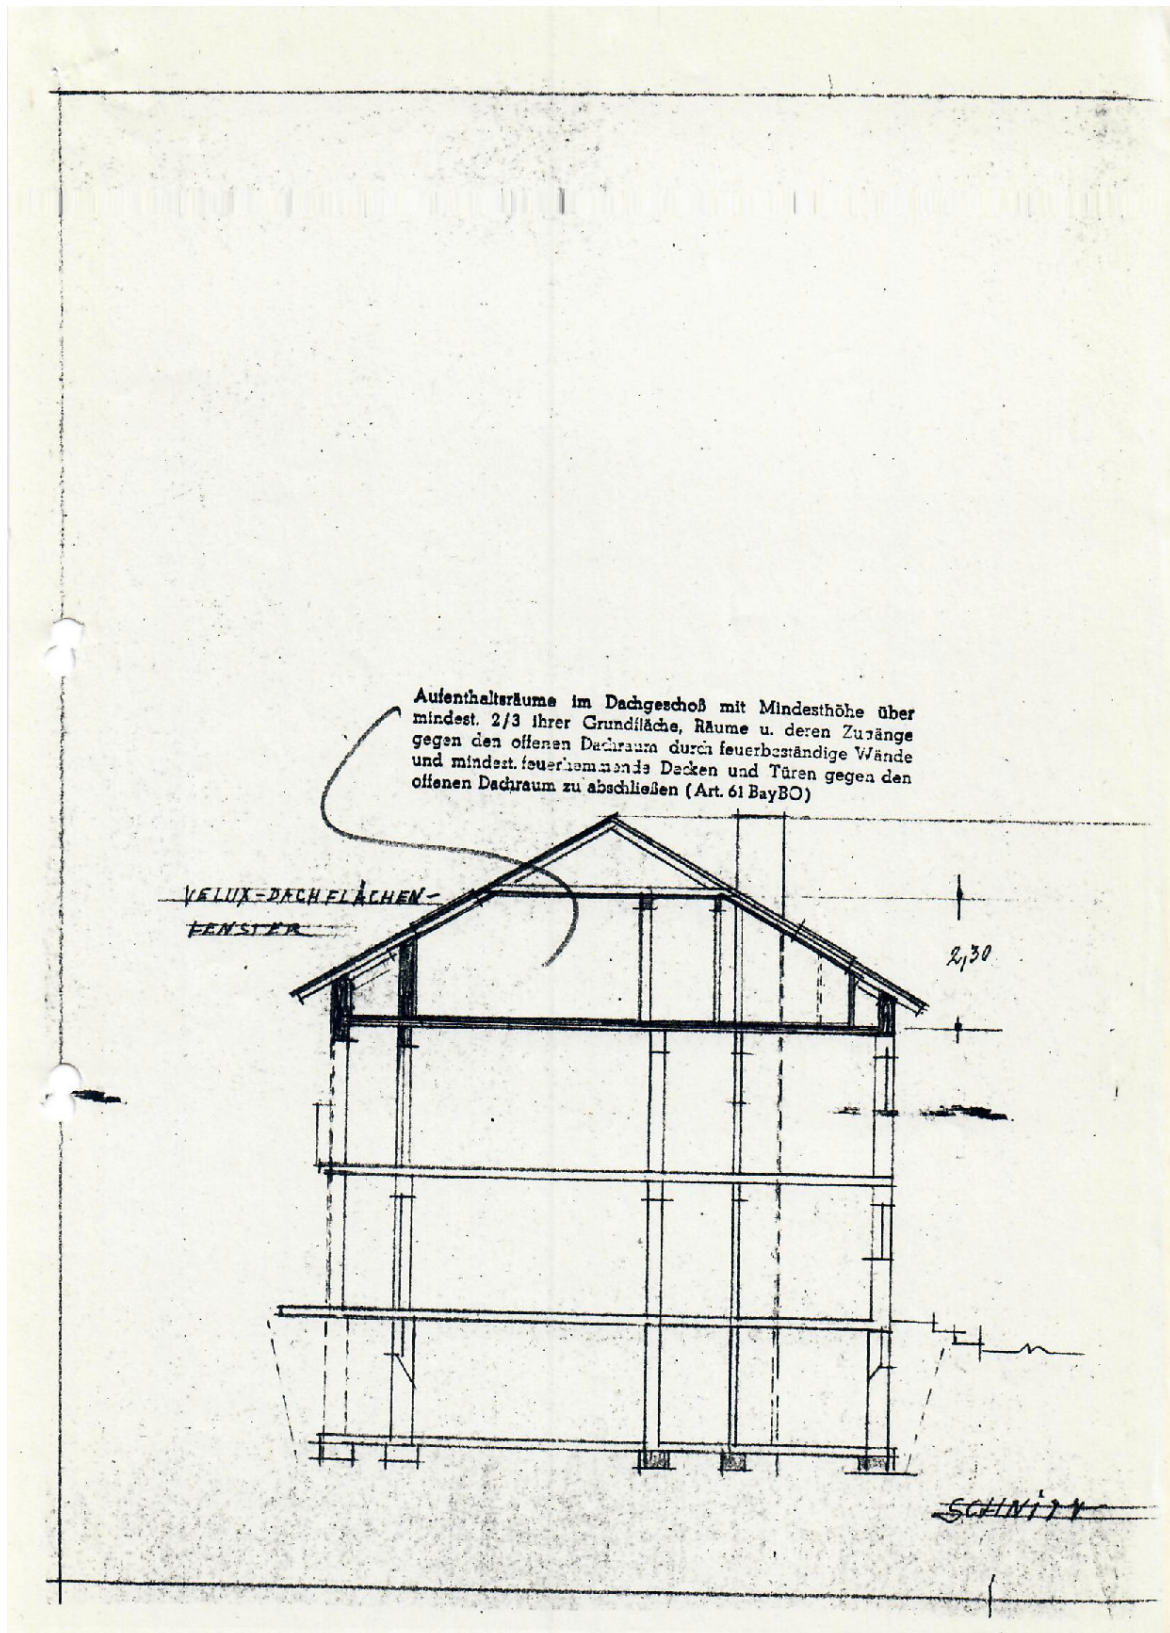 Aufenthaltsräume im Dachgeschoß mit Mindesthöhe über
mindest. 2/3 ihrer Grundfläche, Räume u. deren Zugänge
gegen den offenen Dachraum durch feuerbeständige Wände
und mindest. feuerhemmende Decken und Türen gegen den
offenen Dachraum zu abschließen (Art. 61 BayBO)
VELUX-DACHFLÄCHEN-
FENSTER
2,30
SCHNITT